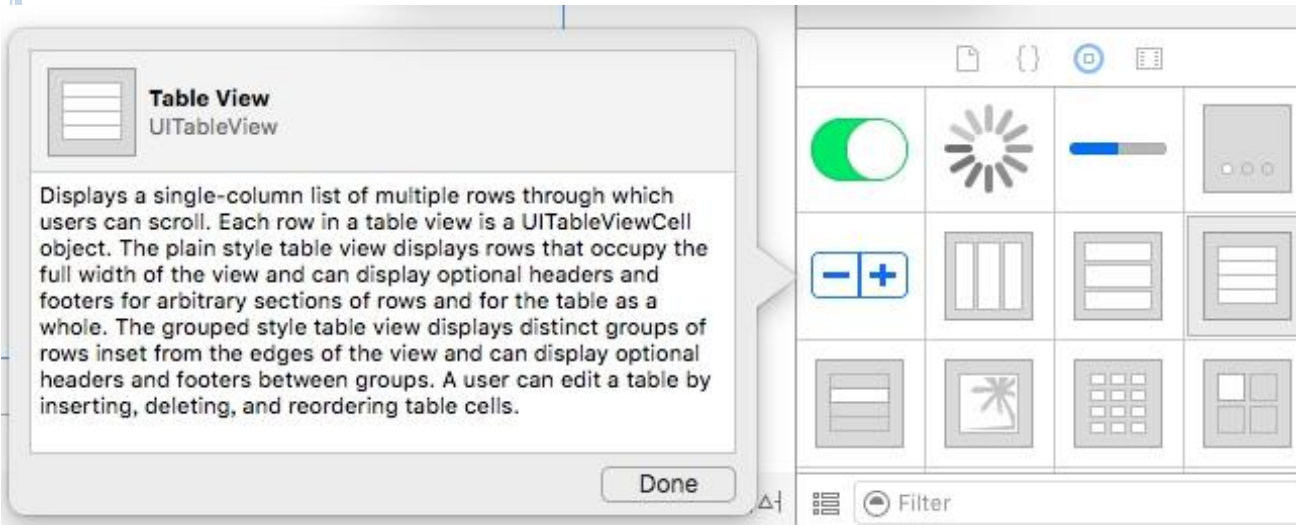 Table View
UITableView
Displays a single-column list of multiple rows through which
users can scroll. Each row in a table view is a UITableViewCell
object. The plain style table view displays rows that occupy the
full width of the view and can display optional headers and
footers for arbitrary sections of rows and for the table as a
whole. The grouped style table view displays distinct groups of
rows inset from the edges of the view and can display optional
headers and footers between groups. A user can edit a table by
inserting, deleting, and reordering table cells.
Done
Filter